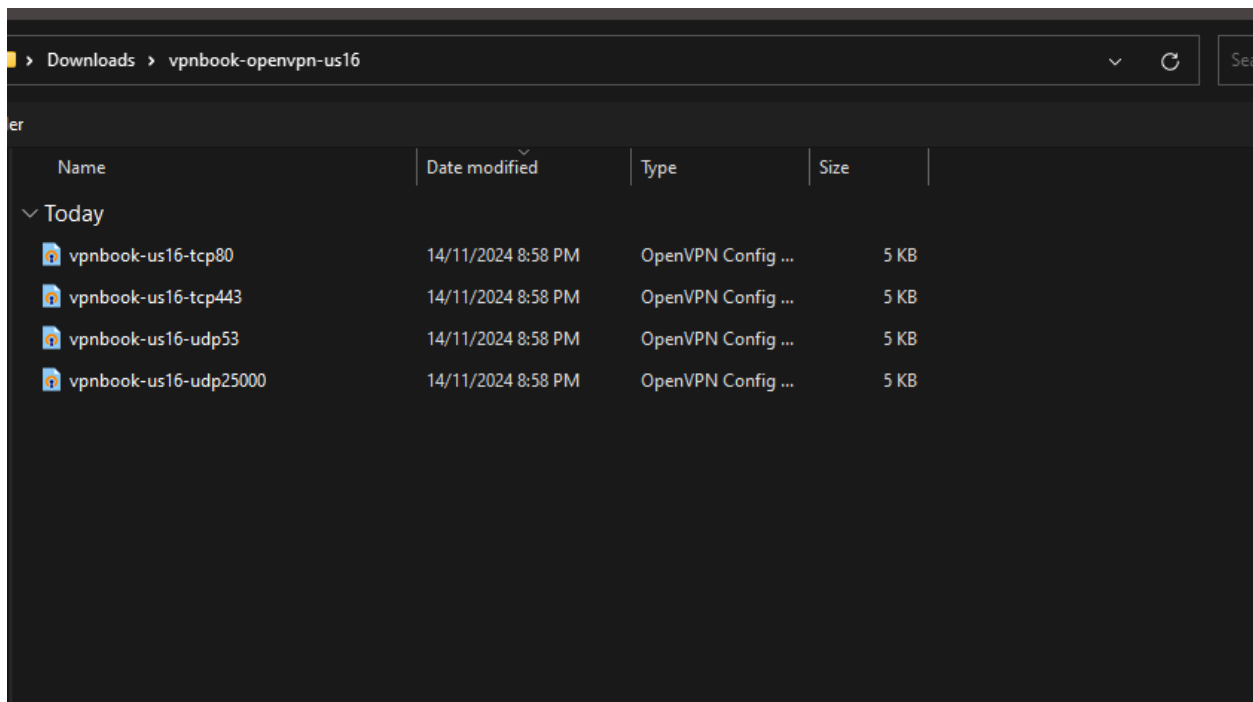 Downloads > vpnbook-openvpn-us16
Sea
er
Name Date modified Type Size
Today
vpnbook-us16-tcp80 14/11/2024 8:58 PM OpenVPN Config ... 5 KB
vpnbook-us16-tcp443 14/11/2024 8:58 PM OpenVPN Config ... 5 KB
vpnbook-us16-udp53 14/11/2024 8:58 PM OpenVPN Config ... 5 KB
vpnbook-us16-udp25000 14/11/2024 8:58 PM OpenVPN Config ... 5 KB